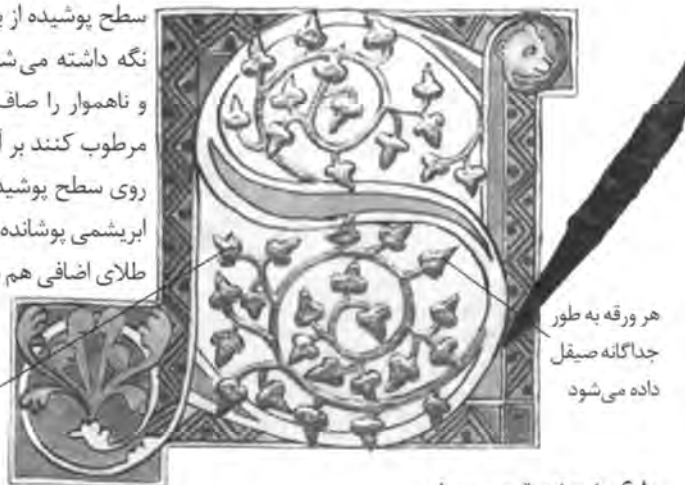 سطح پوشیده از
نگه داشته می‌ش
و ناهموار را صاف
مرطوب کنند بر
روی سطح پوشید
ابریشمی پوشانده
طلای اضافی هم
هر ورقه به طور
جداگانه صیقل
داده می‌شود